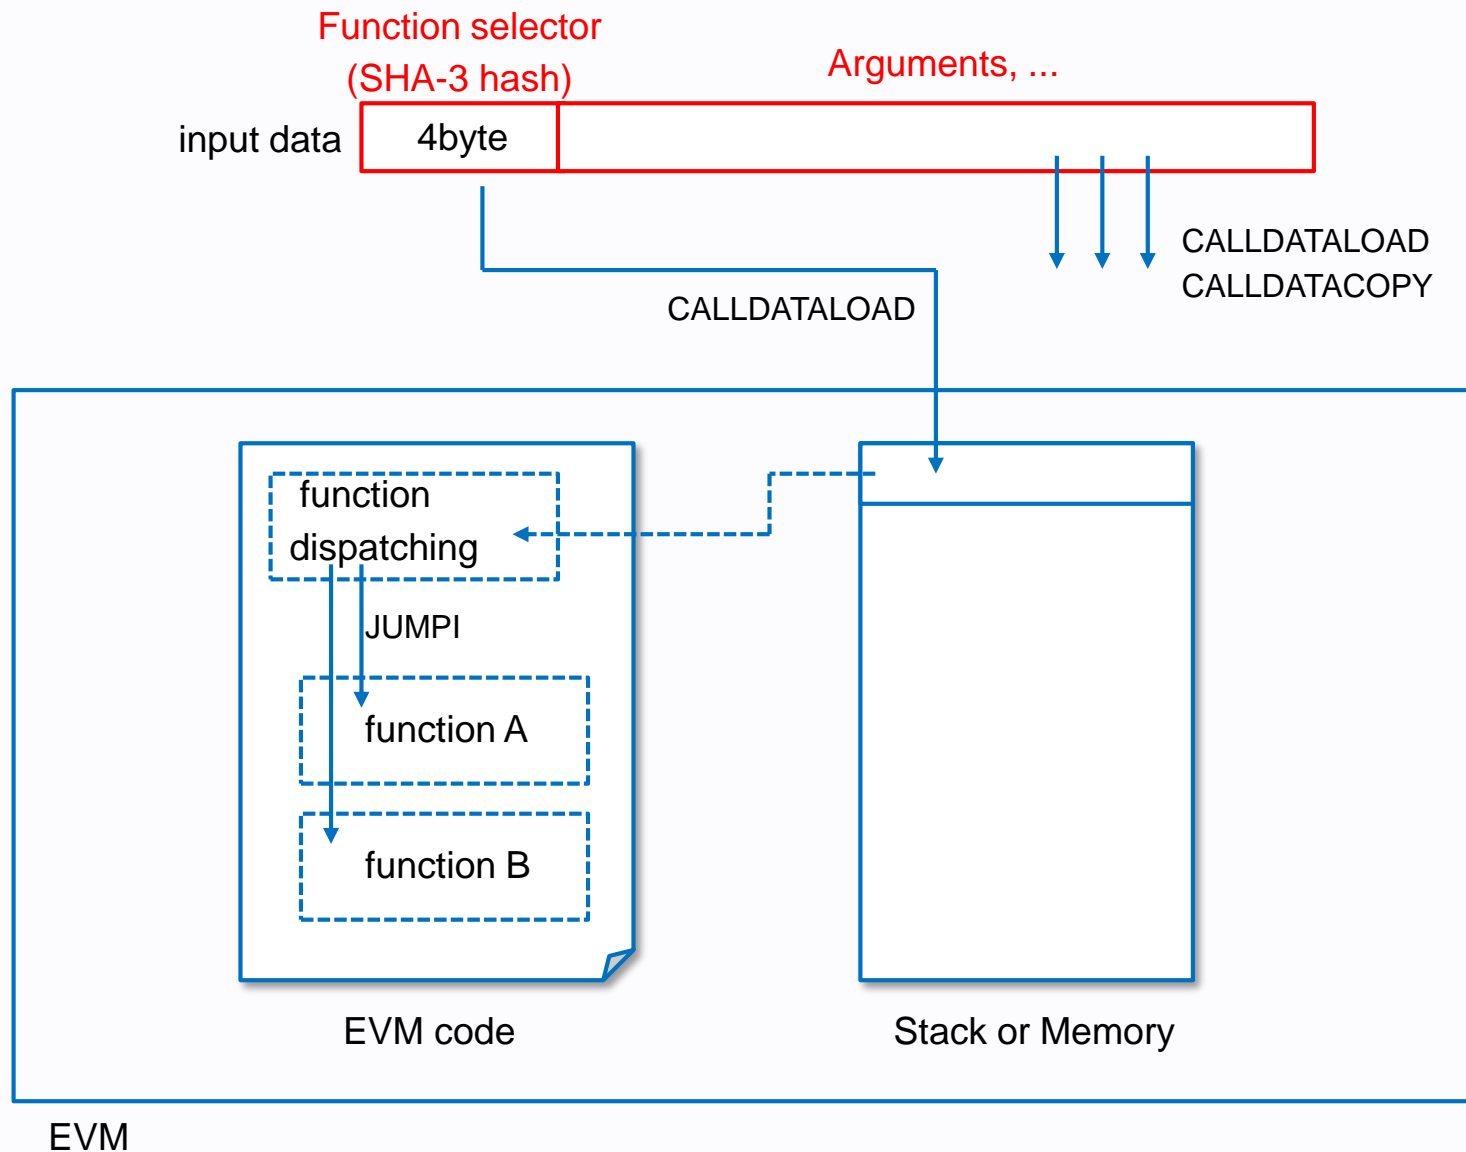 Function selector
(SHA-3 hash)
Arguments, ...
input data
4byte
CALLDATALOAD
CALLDATACOPY
CALLDATALOAD
function
dispatching
JUMPI
function A
function B
EVM code
Stack or Memory
EVM